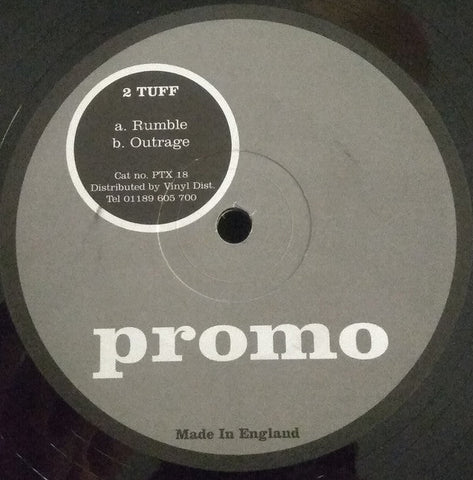 2 TUFF
a. Rumble
b. Outrage
Cat no. PTX 18
Distributed by Vinyl Dist.
Tel 01189 605 700
promo
Made In England